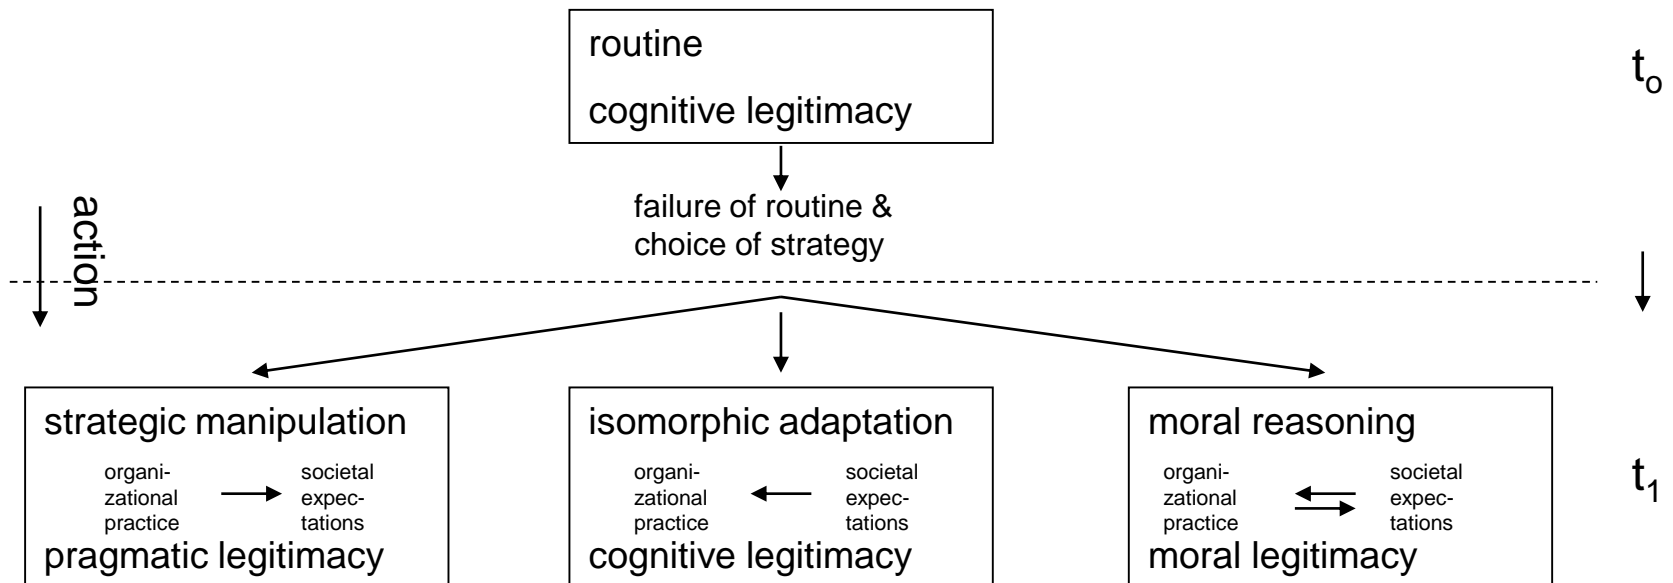 routine
cognitive legitimacy
t₀
failure of routine &
choice of strategy
action
strategic manipulation
organi-
zational
practice
societal
expec-
tations
pragmatic legitimacy
isomorphic adaptation
organi-
zational
practice
societal
expec-
tations
cognitive legitimacy
moral reasoning
organi-
zational
practice
societal
expec-
tations
moral legitimacy
t₁